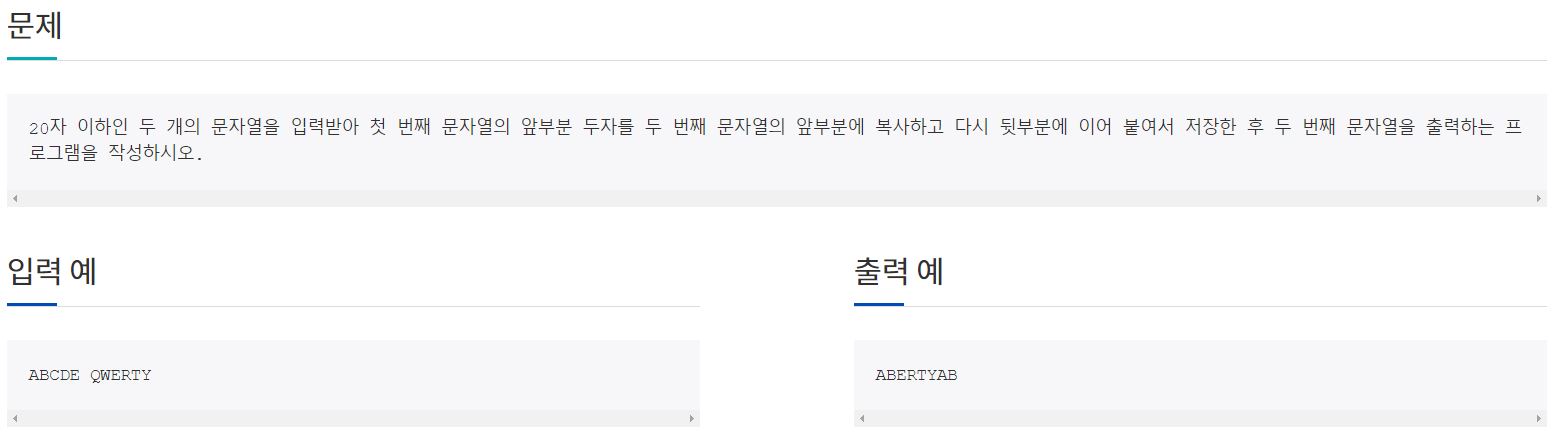 문제
20자 이하인 두 개의 문자열을 입력받아 첫 번째 문자열의 앞부분 두자를 두 번째 문자열의 앞부분에 복사하고 다시 뒷부분에 이어 붙여서 저장한 후 두 번째 문자열을 출력하는 프
로그램을 작성하시오.
입력 예
출력 예
ABCDE QWERTY
ABERTYAB